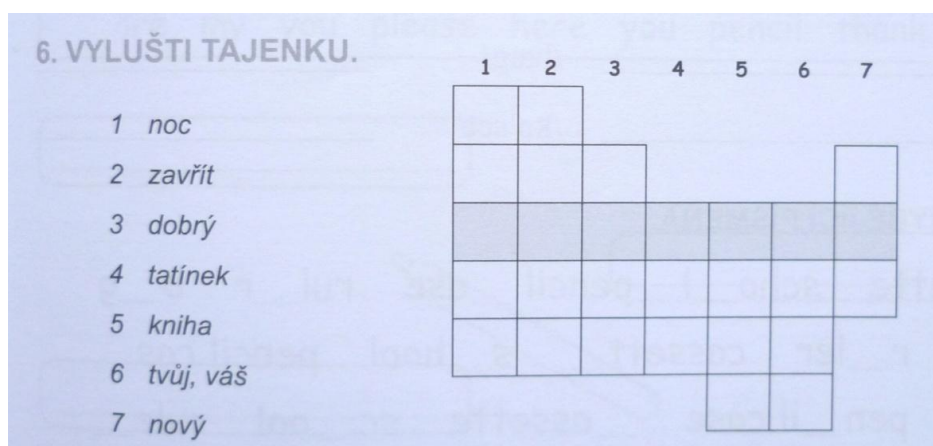 6. VYLUŠTI TAJENKU.
1 2 3 4 5 6 7
1 noc
2 zavřít
3 dobrý
4 tatínek
5 kniha
6 tvůj, váš
7 nový